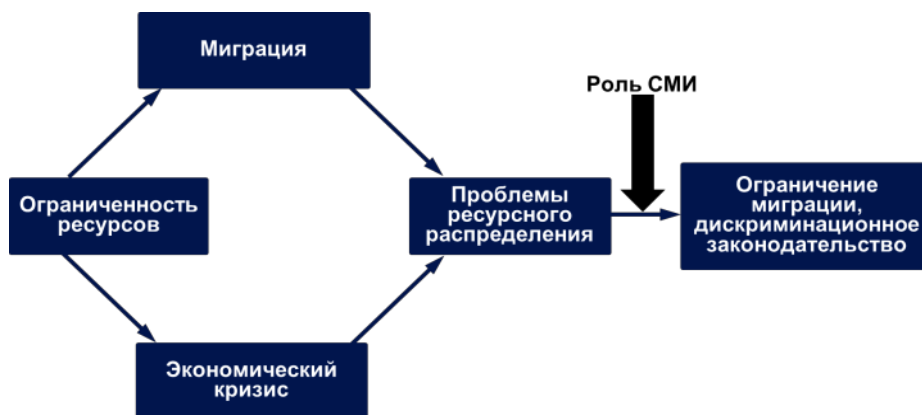 Миграция
Роль СМИ
Ограниченность
ресурсов
Проблемы
ресурсного
распределения
Ограничение
миграции,
дискриминационное
законодательство
Экономический
кризис